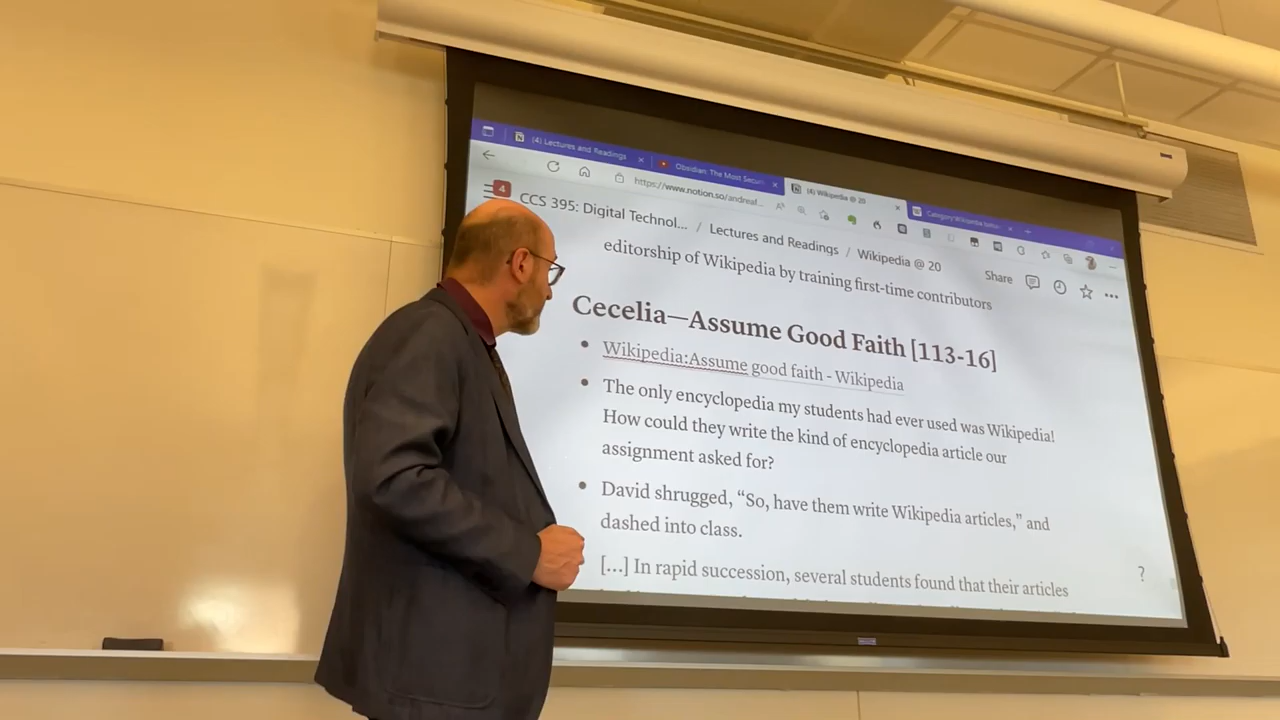 (4) Lectures and Readings
Obsidian: The Most Secure
(4) Wikipedia @ 20
https://www.notion.so/andreaf...
4
CCS 395: Digital Technol... / Lectures and Readings / Wikipedia @ 20
Share
editorship of Wikipedia by training first-time contributors
Cecelia—Assume Good Faith [113-16]
Wikipedia:Assume good faith - Wikipedia
The only encyclopedia my students had ever used was Wikipedia!
How could they write the kind of encyclopedia article our
assignment asked for?
David shrugged, “So, have them write Wikipedia articles,” and
dashed into class.
[...] In rapid succession, several students found that their articles
?